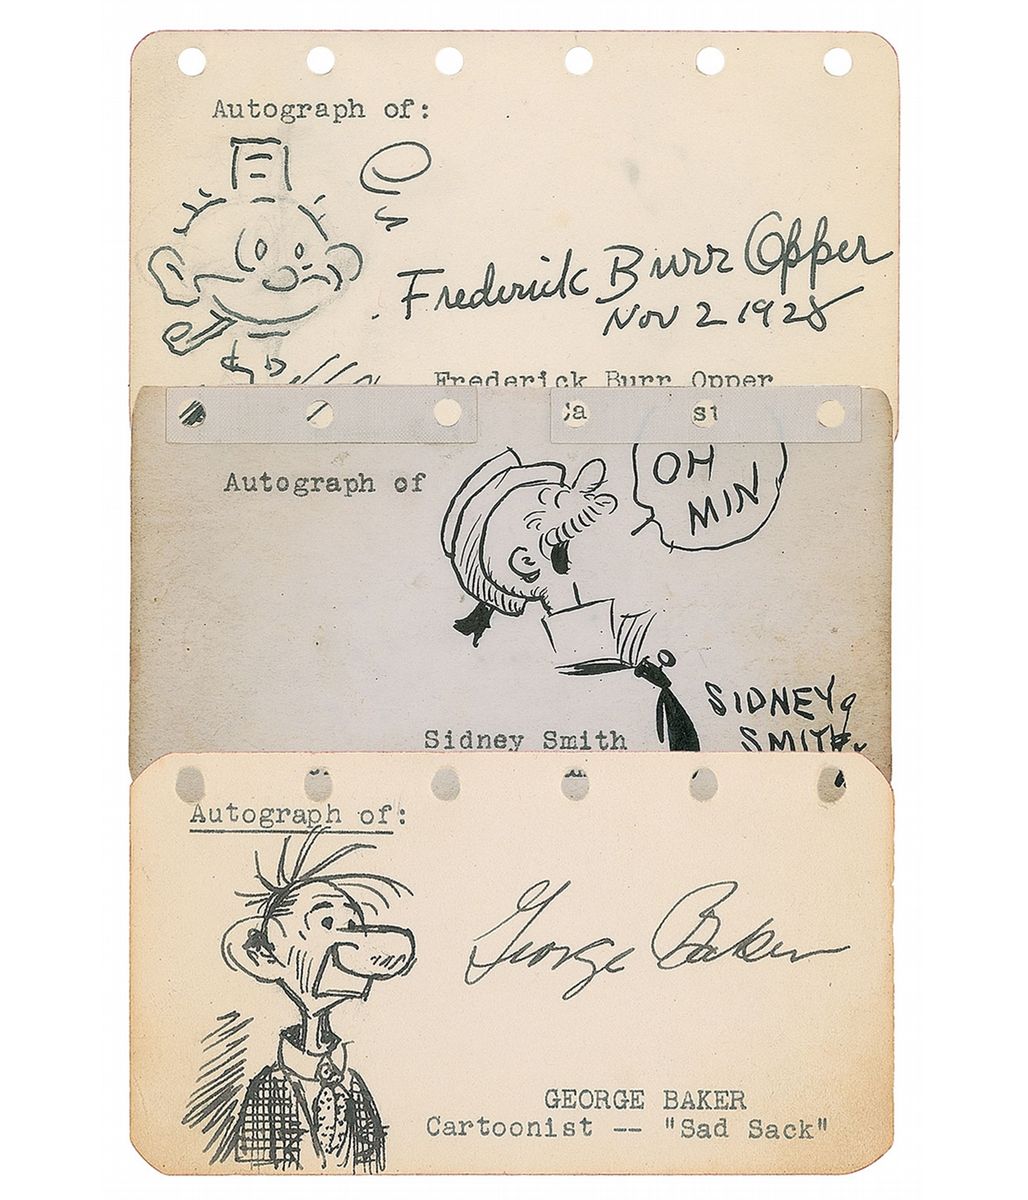 Autograph of:
Frederick Burr Opper
Nov 2 1928
Frederick Burr Opper
Autograph of
OH
MIN
SIDNEY
SMITH
Sidney Smith
Autograph of:
George Baker
GEORGE BAKER
Cartoonist -- "Sad Sack"